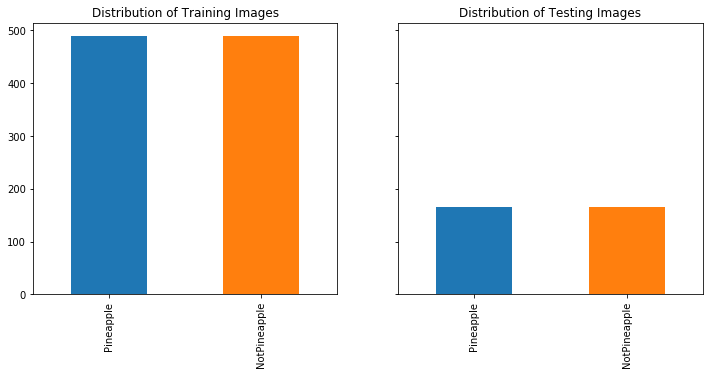 Distribution of Training Images
500
400
300
200
100
0
Pineapple
NotPineapple
Distribution of Testing Images
Pineapple
NotPineapple